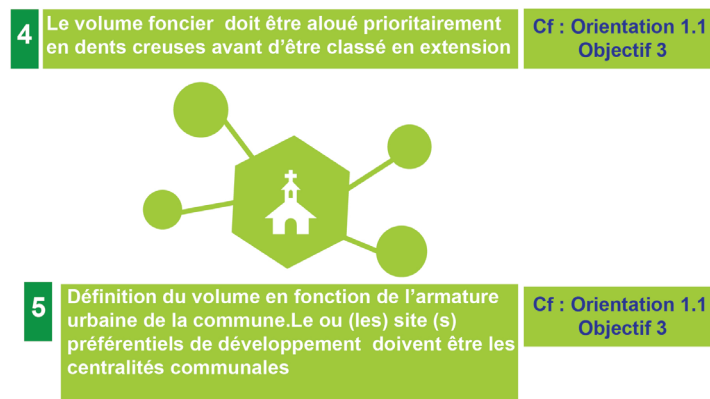 4
Le volume foncier doit être aloué prioritairement
en dents creuses avant d'être classé en extension
Cf : Orientation 1.1
Objectif 3
5
Définition du volume en fonction de l'armature
urbaine de la commune.Le ou (les) site (s)
préférentiels de développement doivent être les
centralités communales
Cf : Orientation 1.1
Objectif 3